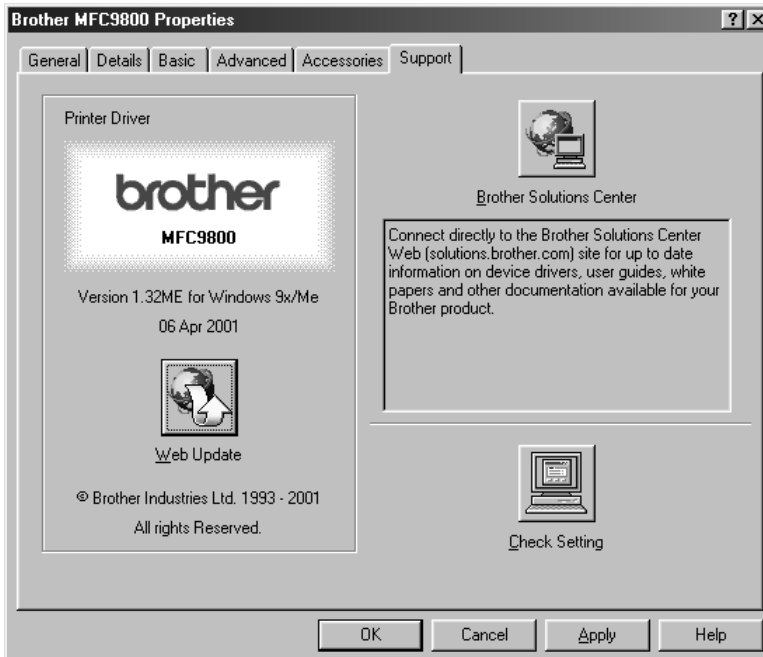 Brother MFC9800 Properties
General Details Basic Advanced Accessories Support
Printer Driver
brother
MFC9800
Version 1.32ME for Windows 9x/Me
06 Apr 2001
Web Update
© Brother Industries Ltd. 1993 - 2001
All rights Reserved.
Brother Solutions Center
Connect directly to the Brother Solutions Center
Web (solutions.brother.com) site for up to date
information on device drivers, user guides, white
papers and other documentation available for your
Brother product.
Check Setting
OK Cancel Apply Help